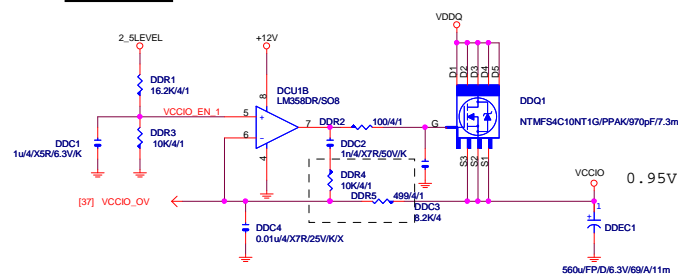 VDDQ
2_5LEVEL
+12V
D1
D2
D3
D4
D5
DDR1
16.2K/4/1
DCU1B
LM358DR/SO8
8
DDQ1
VCCIO_EN_1
5
+
7
DDR2
100/4/1
G
NTMFS4C10NT1G/PPAK/970pF/7.3m
6
-
DDC1
1u/4/X5R/6.3V/K
DDR3
10K/4/1
4
DDC2
1n/4/X7R/50V/K
S3
S2
S1
DDR4
10K/4/1
VCCIO
0.95V
DDR5
499/4/1
[37] VCCIO_OV
DDC3
8.2K/4
1
DDC4
0.01u/4/X7R/25V/K/X
DDEC1
560u/FP/D/6.3V/69/A/11m